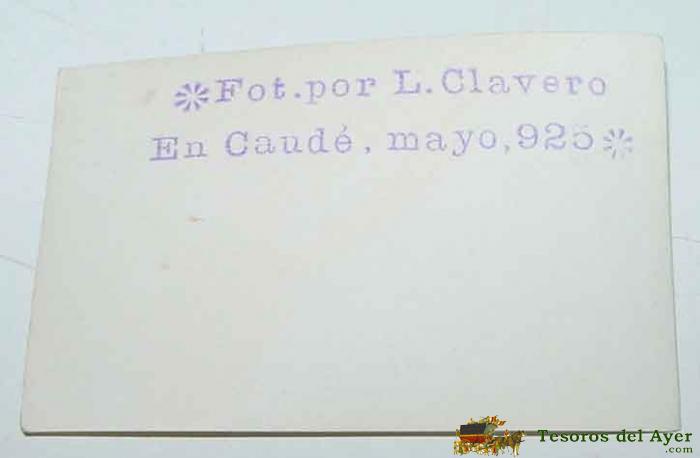 Fot.por L.Clavero
En Caudé, mayo,925
Tesoros del Ayer
.com